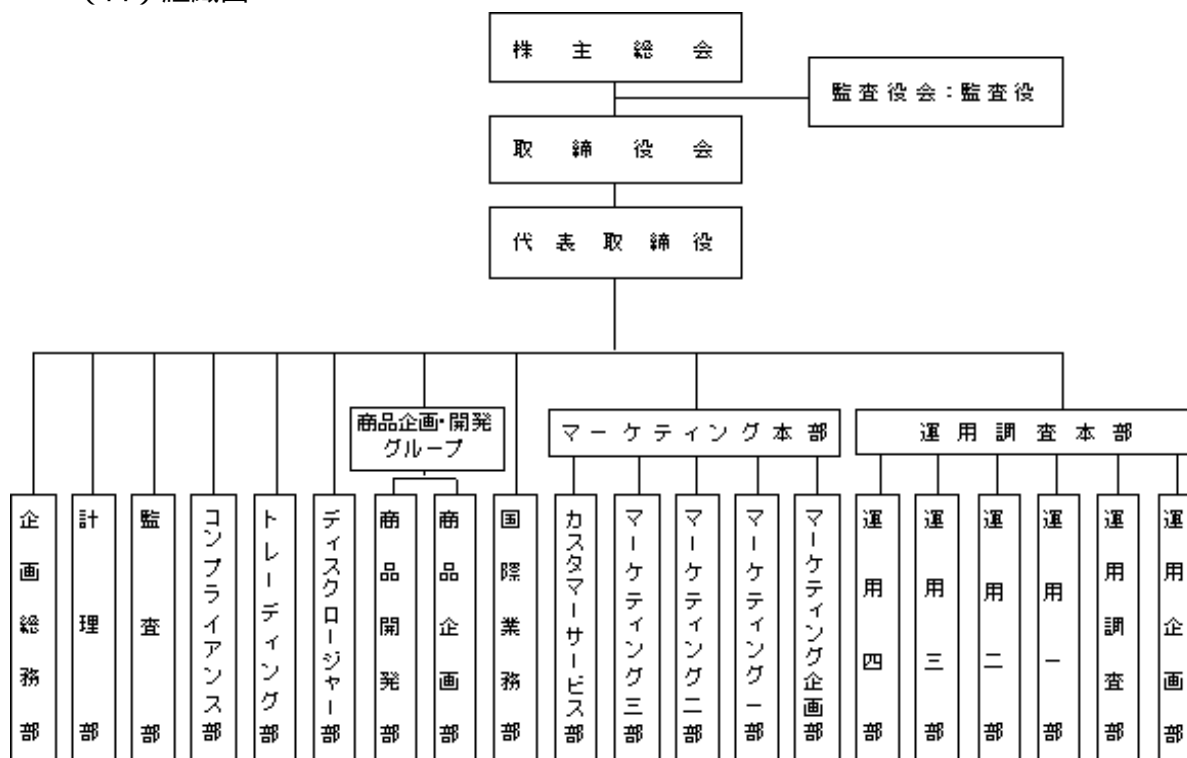 株主総会
監査役会：監査役
取締役会
代表取締役
商品企画・開発
グループ
マーケティング本部
運用調査本部
企画総務部
計理部
監査部
コンプライアンス部
トレーディング部
ディスクロージャー部
商品開発部
商品企画部
国際業務部
カスタマーサービス部
マーケティング三部
マーケティング二部
マーケティング一部
マーケティング企画部
運用四部
運用三部
運用二部
運用一部
運用調査部
運用企画部